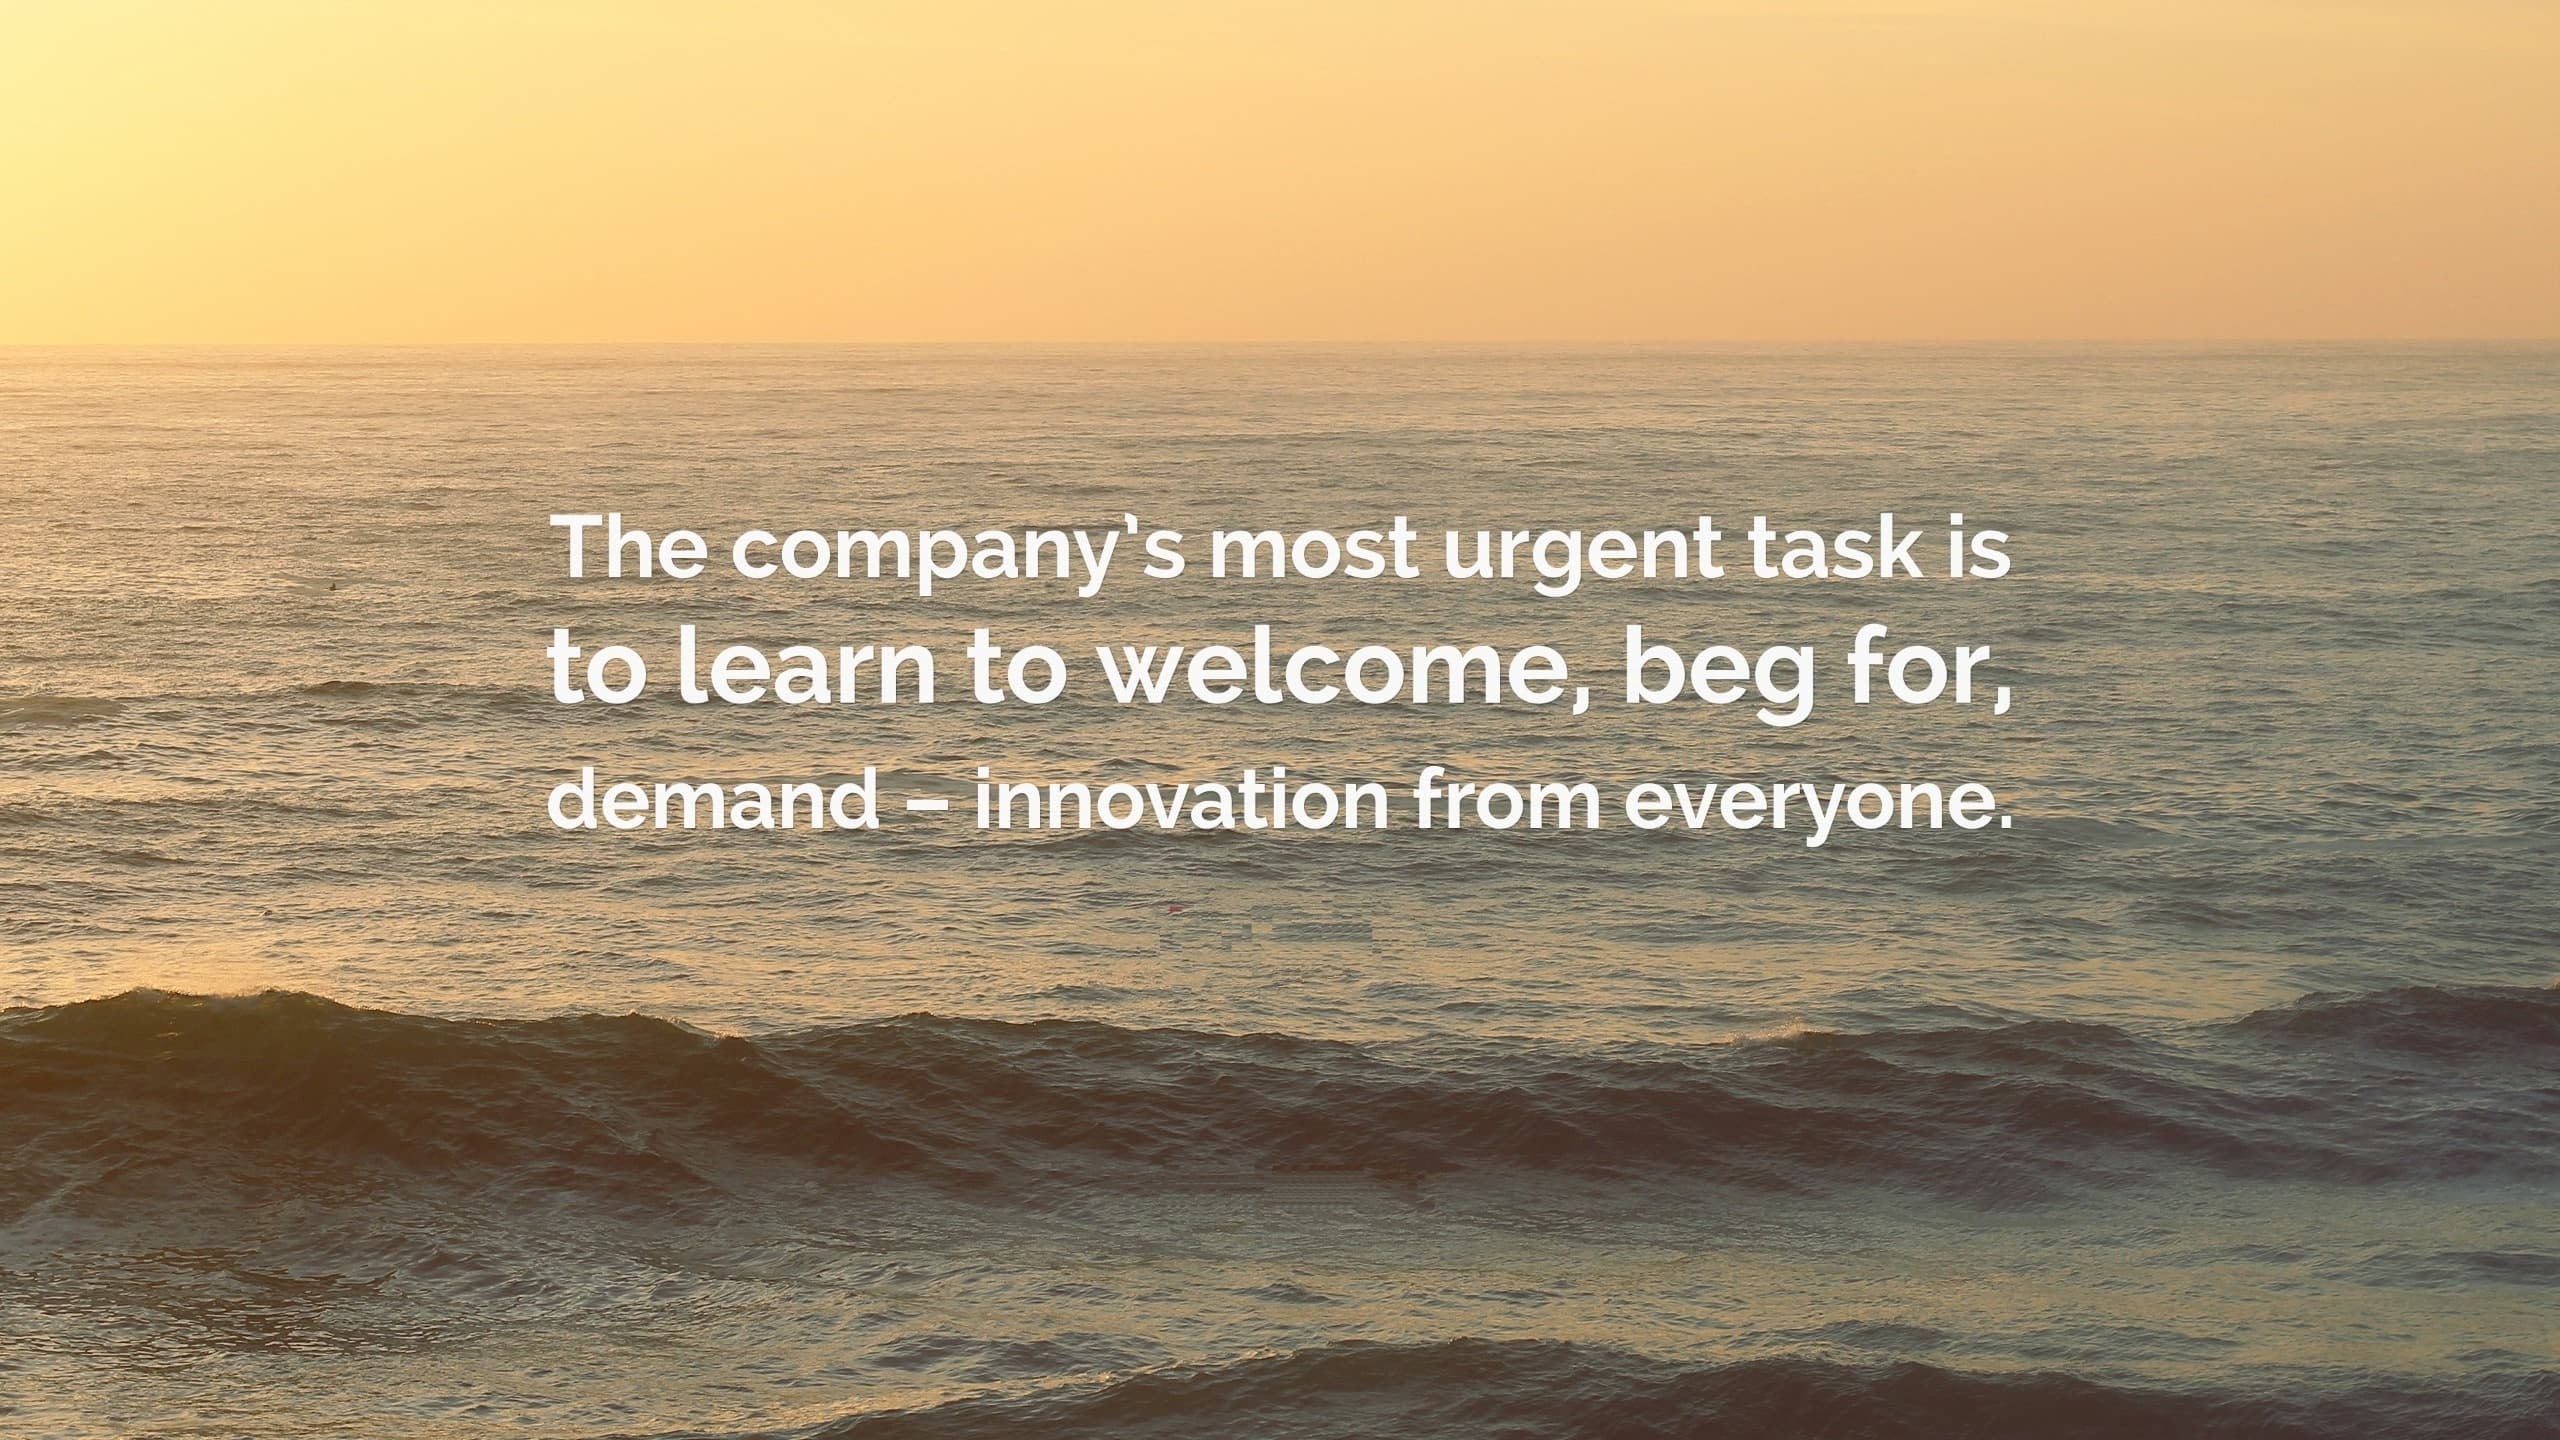 The company’s most urgent task is
to learn to welcome, beg for,
demand – innovation from everyone.